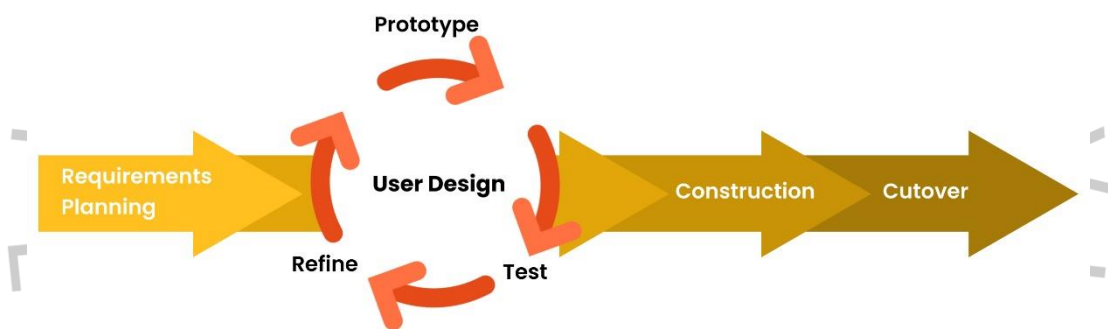 Prototype
Requirements
Planning
User Design
Construction
Cutover
Refine
Test